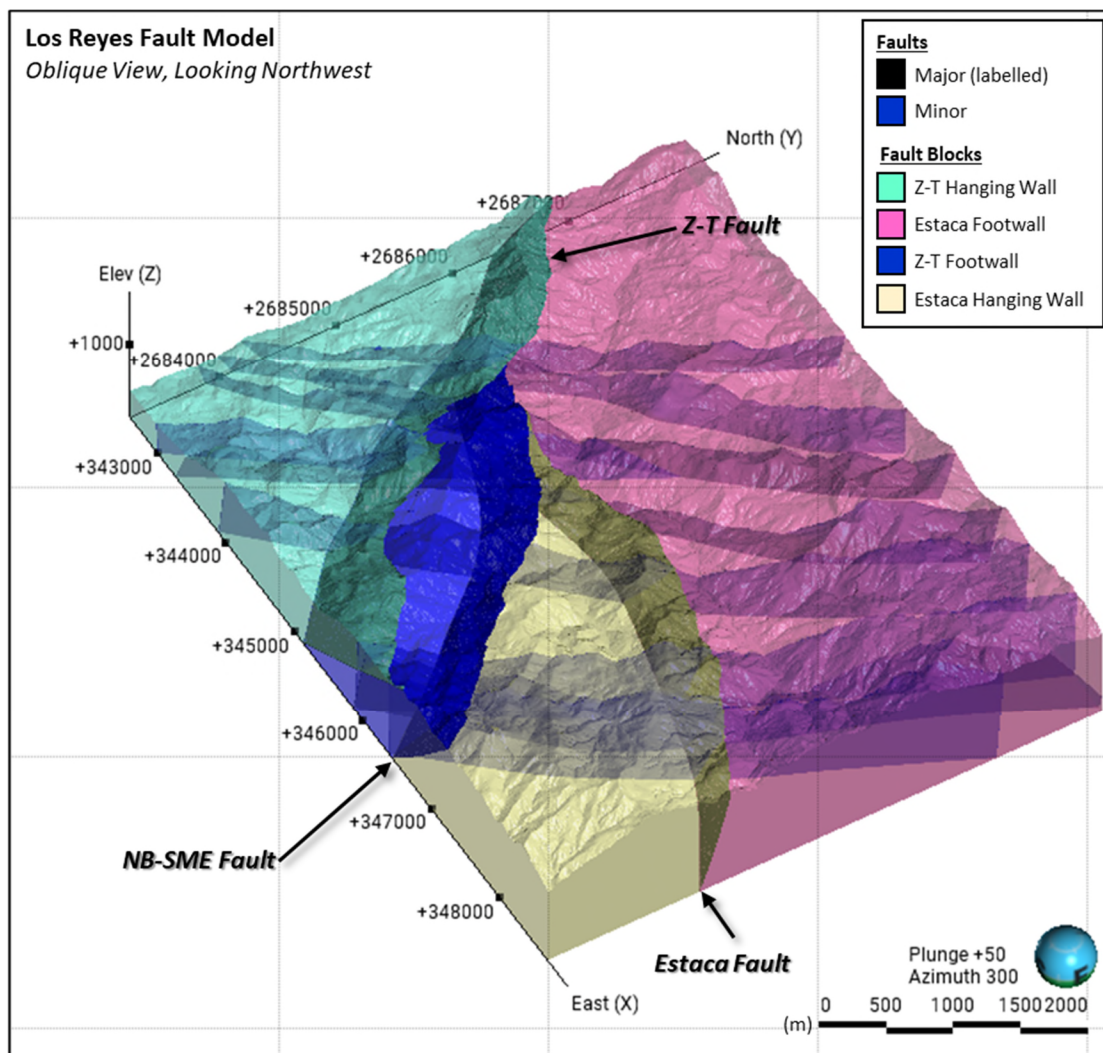 Los Reyes Fault Model
Oblique View, Looking Northwest
Faults
Major (labelled)
Minor
Fault Blocks
Z-T Hanging Wall
Estaca Footwall
Z-T Footwall
Estaca Hanging Wall
North (Y)
Z-T Fault
+2686000
Elev (Z)
+2685000
+1000
+2684000
+343000
+344000
+345000
+346000
+347000
NB-SME Fault
+348000
Estaca Fault
East (X)
Plunge +50
Azimuth 300
0 500 1000 1500 2000
(m)